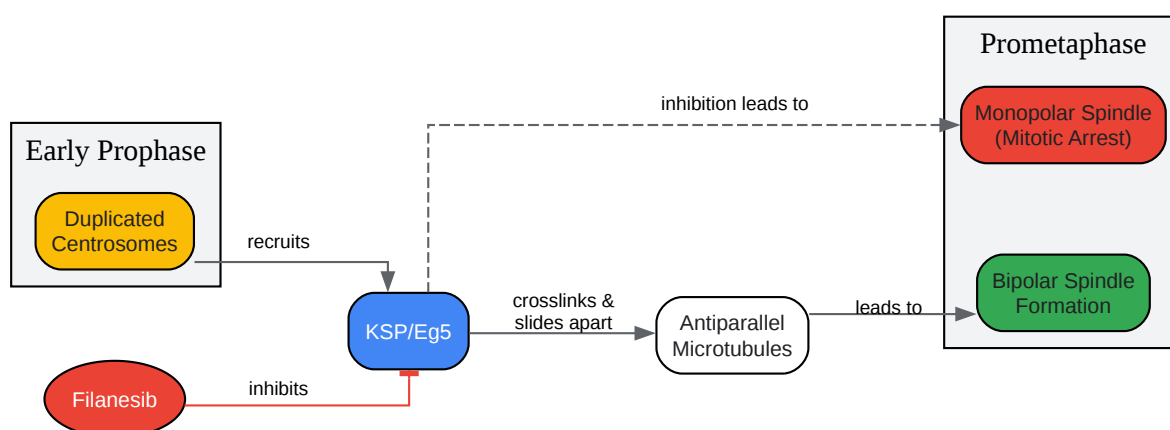 Prometaphase
inhibition leads to
Monopolar Spindle
(Mitotic Arrest)
Early Prophase
Duplicated
Centrosomes
recruits
KSP/Eg5
crosslinks &
slides apart
Antiparallel
Microtubules
leads to
Bipolar Spindle
Formation
Filanesib
inhibits